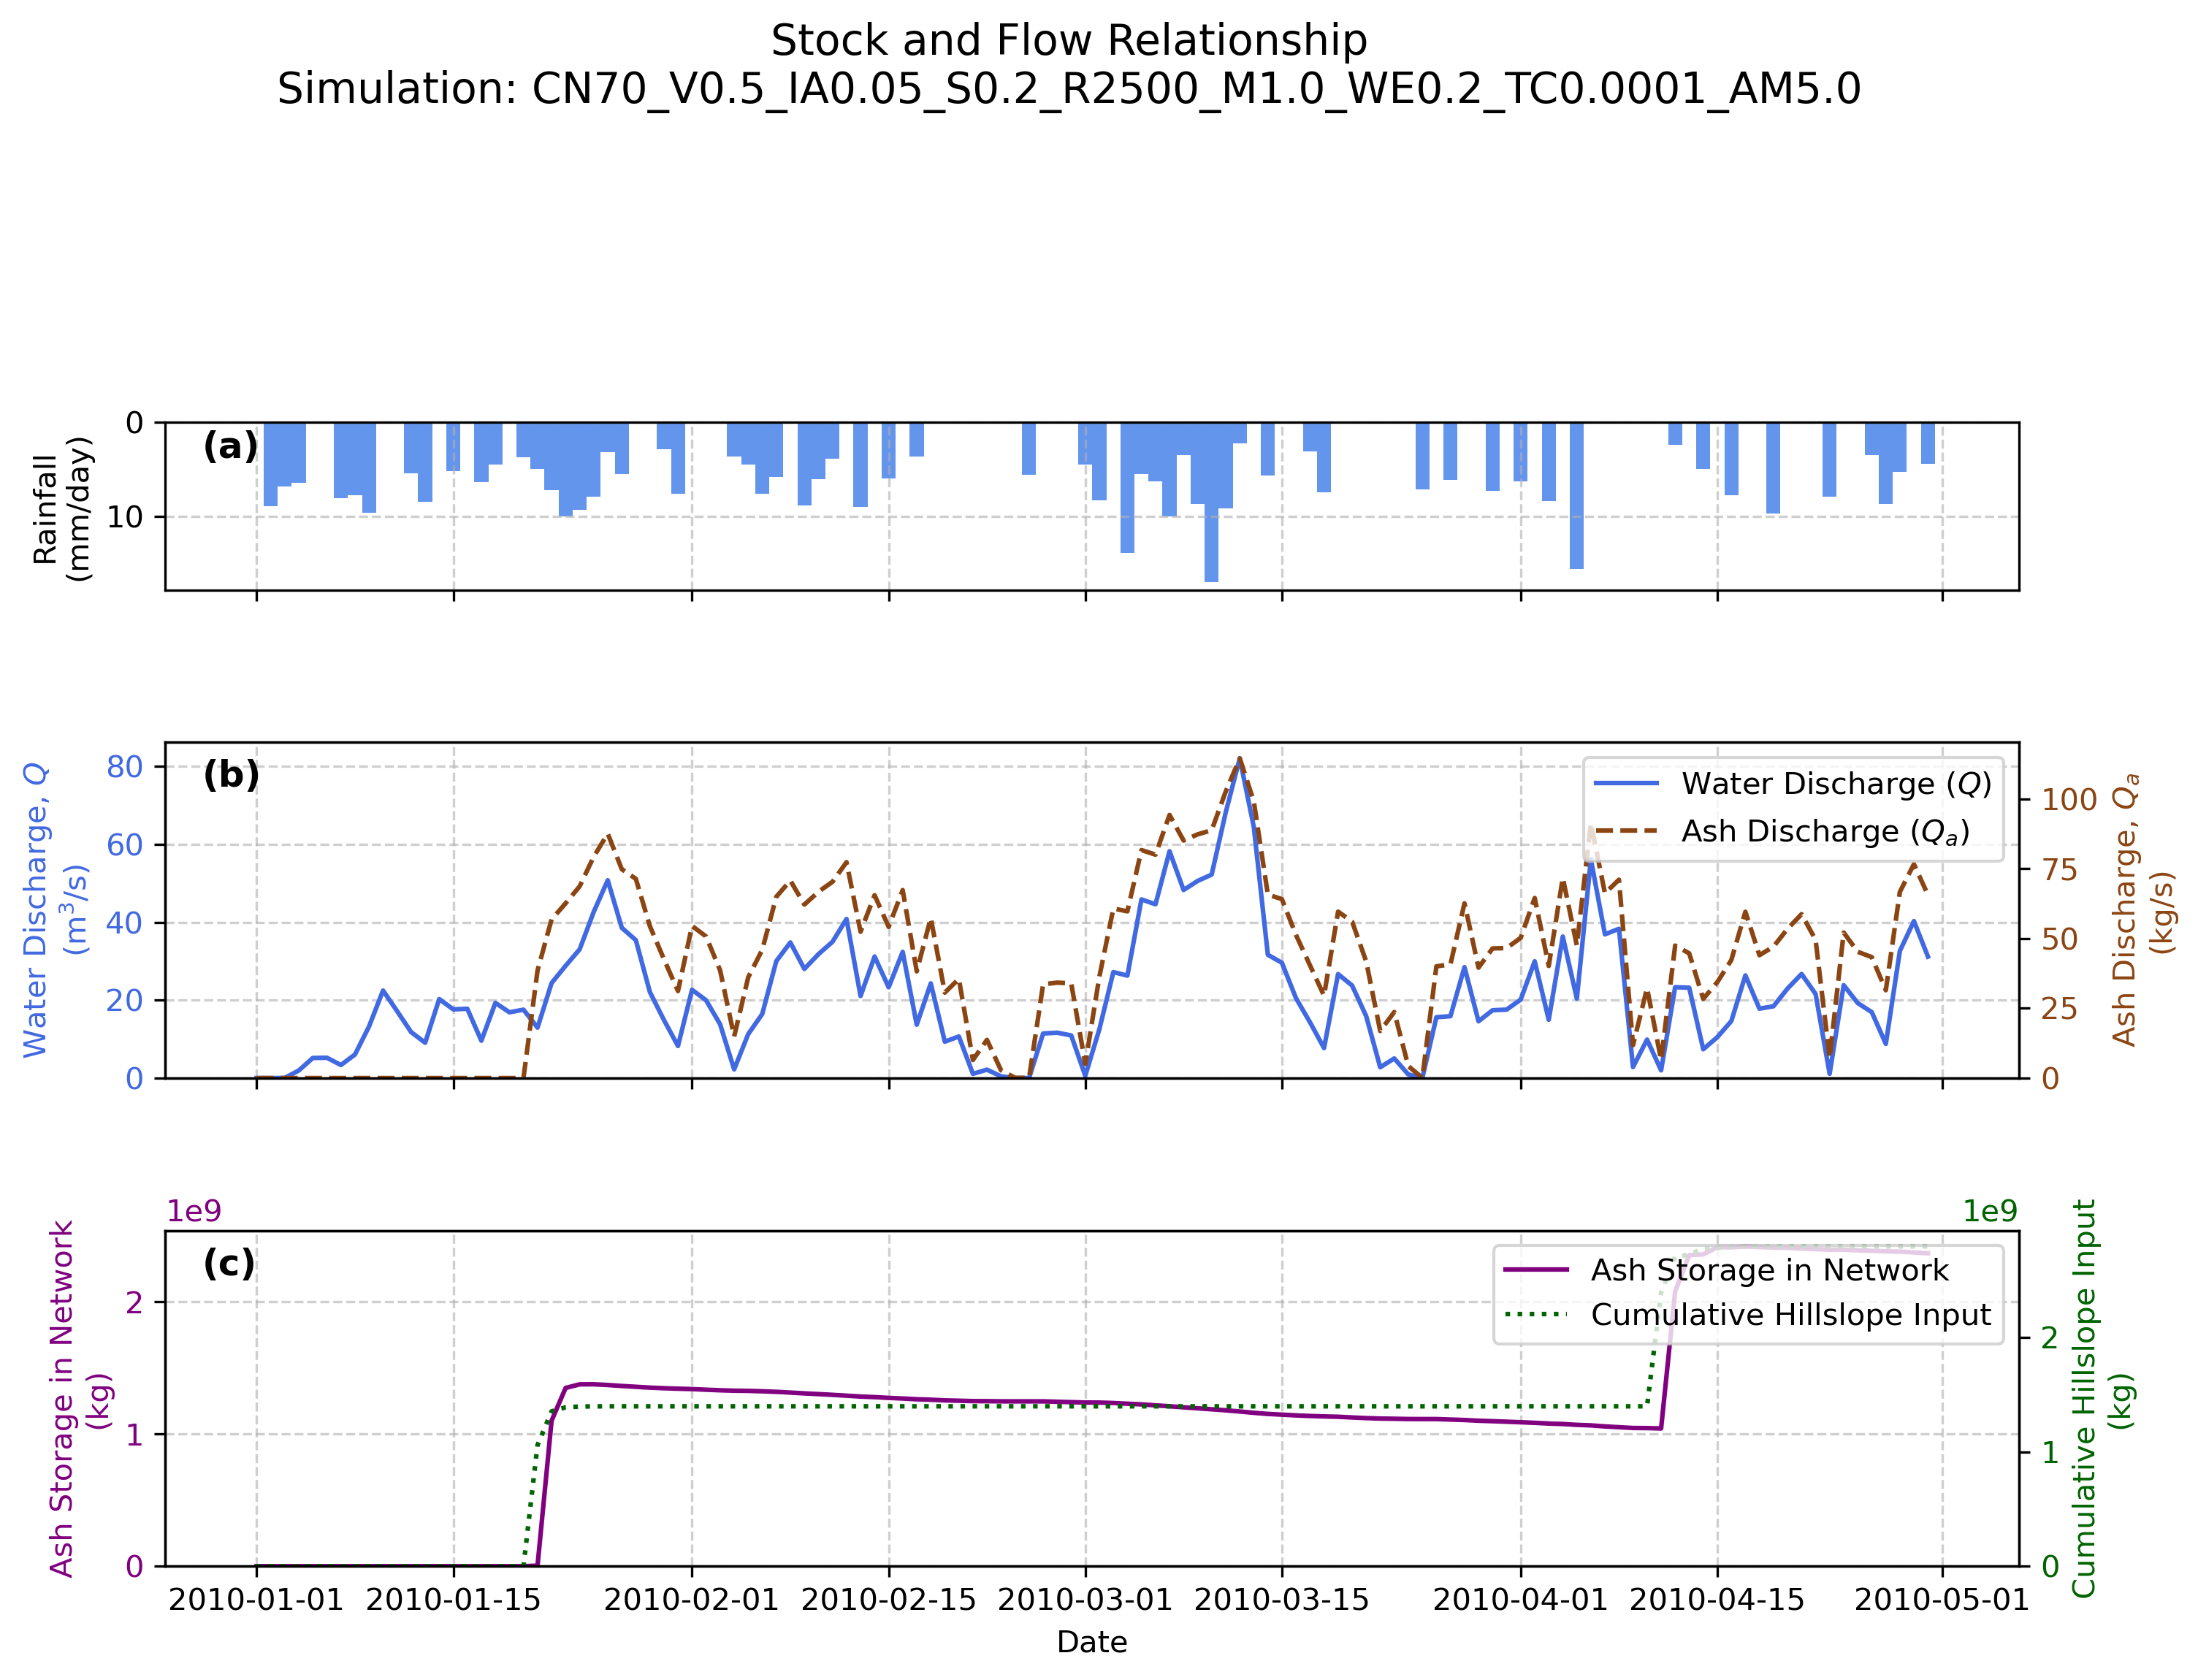 Stock and Flow Relationship
Simulation: CN70_V0.5_IA0.05_S0.2_R2500_M1.0_WE0.2_TC0.0001_AM5.0
(a)
0
10
Rainfall
(mm/day)
(b)
80
60
40
20
0
Water Discharge, Q
(m³/s)
Water Discharge (Q)
Ash Discharge (Qₐ)
100
75
50
25
0
Ash Discharge, Qₐ
(kg/s)
1e9
1e9
(c)
2
1
0
Ash Storage in Network
(kg)
Ash Storage in Network
Cumulative Hillslope Input
2
1
0
Cumulative Hillslope Input
(kg)
2010-01-01 2010-01-15 2010-02-01 2010-02-15 2010-03-01 2010-03-15 2010-04-01 2010-04-15 2010-05-01
Date